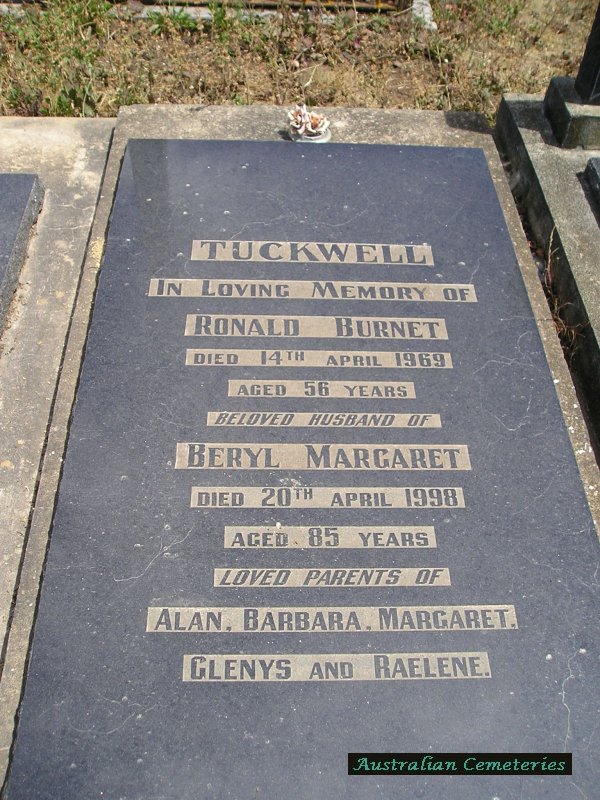 TUCKWELL
IN LOVING MEMORY OF
RONALD BURNET
DIED 14TH APRIL 1969
AGED 56 YEARS
BELOVED HUSBAND OF
BERYL MARGARET
DIED 20TH APRIL 1998
AGED 85 YEARS
LOVED PARENTS OF
ALAN, BARBARA, MARGARET,
GLENYS AND RAELENE.
Australian Cemeteries